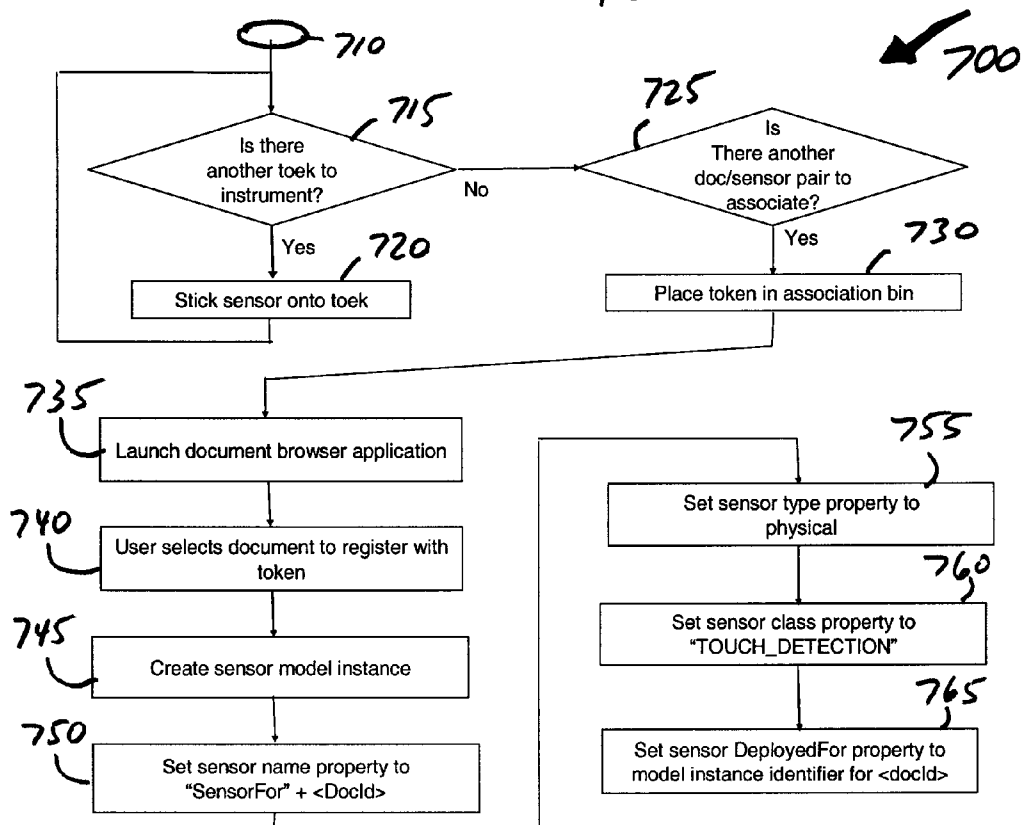 710
700
715
725
Is there
another toek to
instrument?
No
Is
There another
doc/sensor pair to
associate?
Yes
720
Yes
730
Stick sensor onto toek
Place token in association bin
735
Launch document browser application
755
Set sensor type property to
physical
740
User selects document to register with
token
760
Set sensor class property to
"TOUCH_DETECTION"
745
Create sensor model instance
765
Set sensor DeployedFor property to
model instance identifier for <docId>
750
Set sensor name property to
"SensorFor" + <DocId>